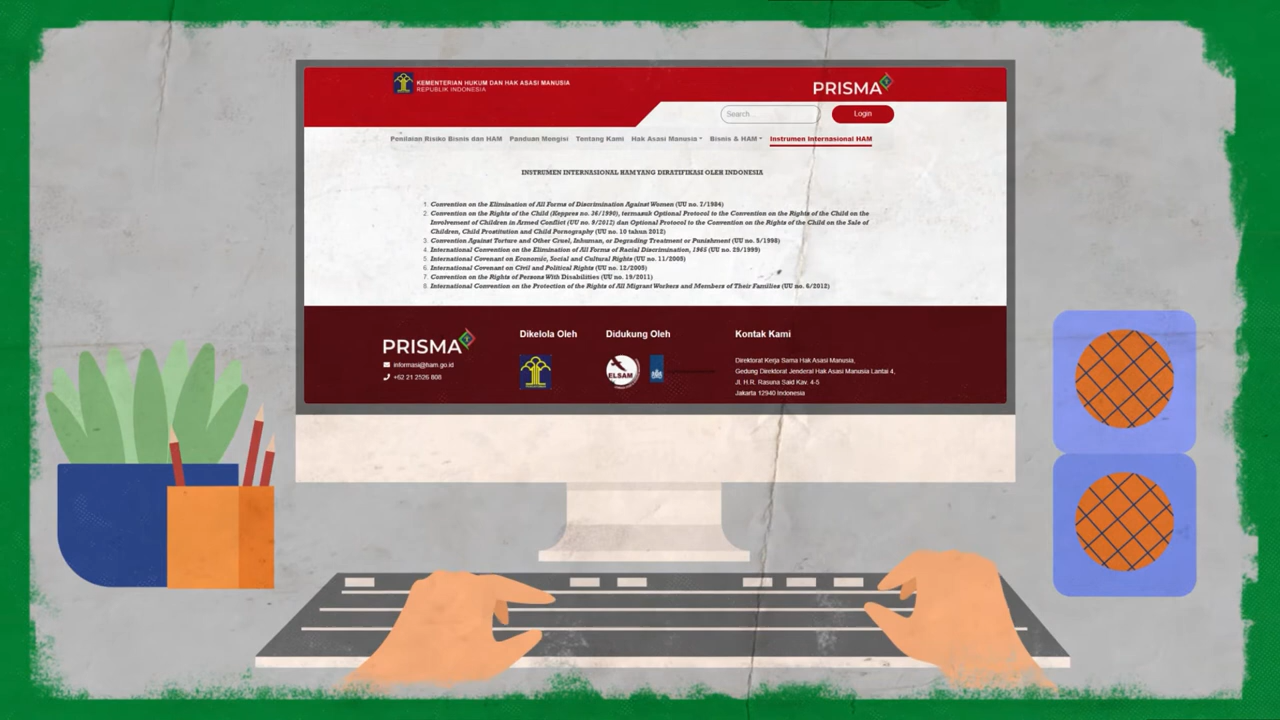 KEMENTERIAN HUKUM DAN HAK ASASI MANUSIA
REPUBLIK INDONESIA
PRISMA
Search...
Login
Penilaian Risiko Bisnis dan HAM Panduan Mengisi Tentang Kami Hak Asasi Manusia Bisnis & HAM Instrumen Internasional HAM
INSTRUMEN INTERNASIONAL HAM YANG DIRATIFIKASI OLEH INDONESIA
1. Convention on the Elimination of All Forms of Discrimination Against Women (UU no. 7/1984)
2. Convention on the Rights of the Child (Keppres no. 36/1990), termasuk Optional Protocol to the Convention on the Rights of the Child on the
Involvement of Children in Armed Conflict (UU no. 9/2012) dan Optional Protocol to the Convention on the Rights of the Child on the Sale of
Children, Child Prostitution and Child Pornography (UU no. 10 tahun 2012)
3. Convention Against Torture and Other Cruel, Inhuman, or Degrading Treatment or Punishment (UU no. 5/1998)
4. International Convention on the Elimination of All Forms of Racial Discrimination, 1965 (UU no. 29/1999)
5. International Covenant on Economic, Social and Cultural Rights (UU no. 11/2005)
6. International Covenant on Civil and Political Rights (UU no. 12/2005)
7. Convention on the Rights of Persons With Disabilities (UU no. 19/2011)
8. International Convention on the Protection of the Rights of All Migrant Workers and Members of Their Families (UU no. 6/2012)
PRISMA
informasi@ham.go.id
+62 21 2526 808
Dikelola Oleh
Didukung Oleh
ELSAM
Kontak Kami
Direktorat Kerja Sama Hak Asasi Manusia,
Gedung Direktorat Jenderal Hak Asasi Manusia Lantai 4,
Jl. H.R. Rasuna Said Kav. 4-5
Jakarta 12940 Indonesia